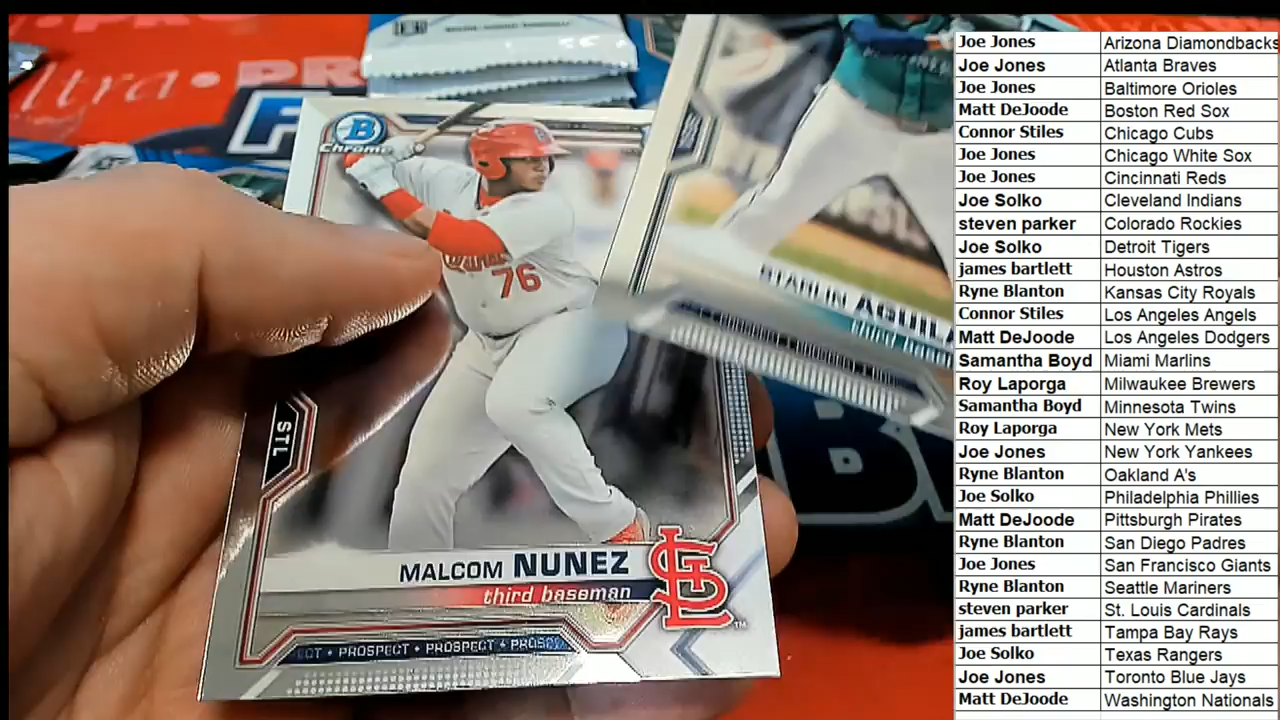 ltra • PRO
B
Chrome
76
STL
MALCOM NUNEZ
third baseman
PROSPECT • PROSPECT
STARLIN AGUIL
Joe Jones Arizona Diamondbacks
Joe Jones Atlanta Braves
Joe Jones Baltimore Orioles
Matt DeJoode Boston Red Sox
Connor Stiles Chicago Cubs
Joe Jones Chicago White Sox
Joe Jones Cincinnati Reds
Joe Solko Cleveland Indians
steven parker Colorado Rockies
Joe Solko Detroit Tigers
james bartlett Houston Astros
Ryne Blanton Kansas City Royals
Connor Stiles Los Angeles Angels
Matt DeJoode Los Angeles Dodgers
Samantha Boyd Miami Marlins
Roy Laporga Milwaukee Brewers
Samantha Boyd Minnesota Twins
Roy Laporga New York Mets
Joe Jones New York Yankees
Ryne Blanton Oakland A's
Joe Solko Philadelphia Phillies
Matt DeJoode Pittsburgh Pirates
Ryne Blanton San Diego Padres
Joe Jones San Francisco Giants
Ryne Blanton Seattle Mariners
steven parker St. Louis Cardinals
james bartlett Tampa Bay Rays
Joe Solko Texas Rangers
Joe Jones Toronto Blue Jays
Matt DeJoode Washington Nationals